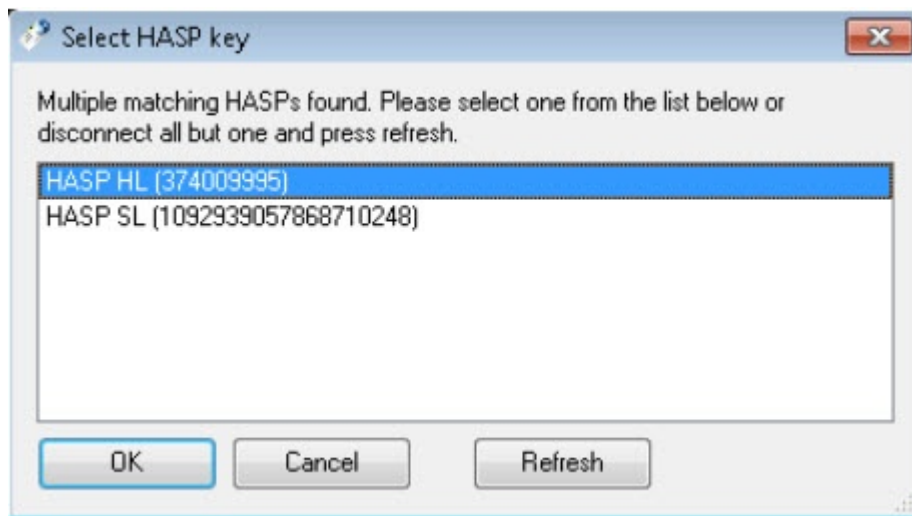 Select HASP key
Multiple matching HASPs found. Please select one from the list below or
disconnect all but one and press refresh.
HASP HL (374009995)
HASP SL (1092939057868710248)
OK Cancel Refresh